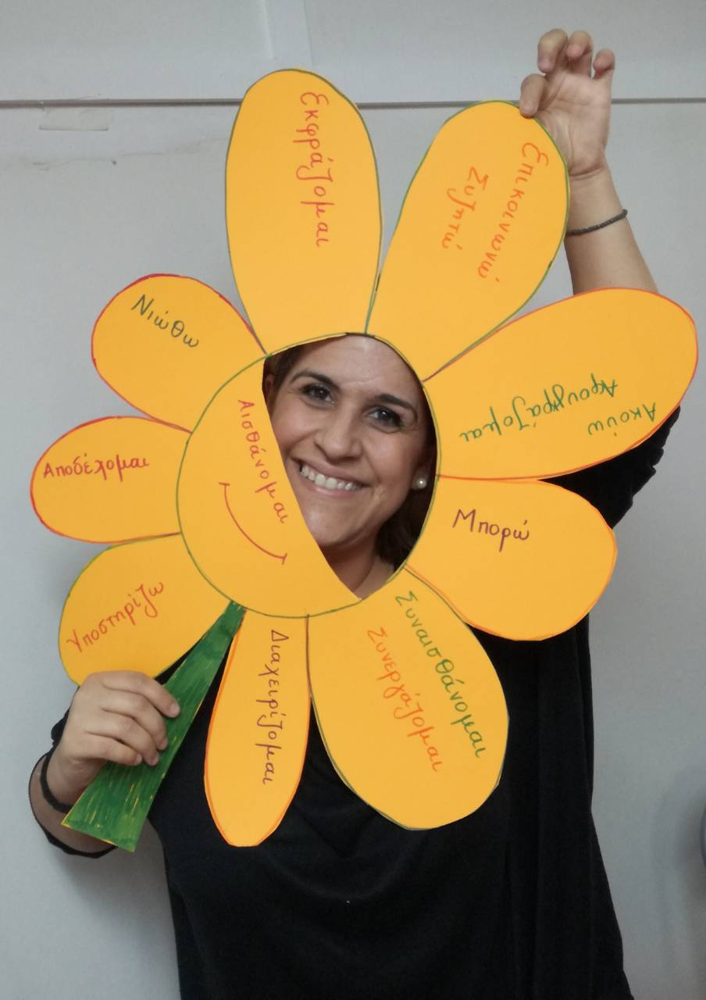 Εκφράζομαι
Επικοινωνώ
Συζητώ
Ακούω
Αφουγκράζομαι
Μπορώ
Συναισθάνομαι
Συνεργάζομαι
Διαχειρίζομαι
Υποστηρίζω
Αποδέχομαι
Νιώθω
Αισθάνομαι